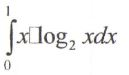 ∫₀¹ x□log₂ xdx